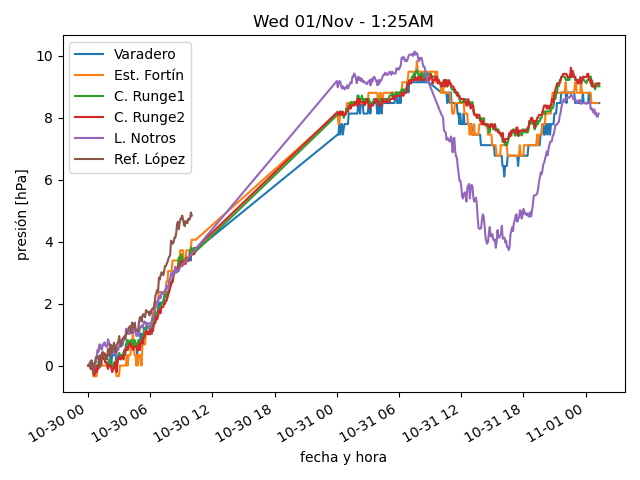 Wed 01/Nov - 1:25AM
presión [hPa]
10
8
6
4
2
0
Varadero
Est. Fortín
C. Runge1
C. Runge2
L. Notros
Ref. López
10-30 00
10-30 06
10-30 12
10-30 18
10-31 00
10-31 06
10-31 12
10-31 18
11-01 00
fecha y hora